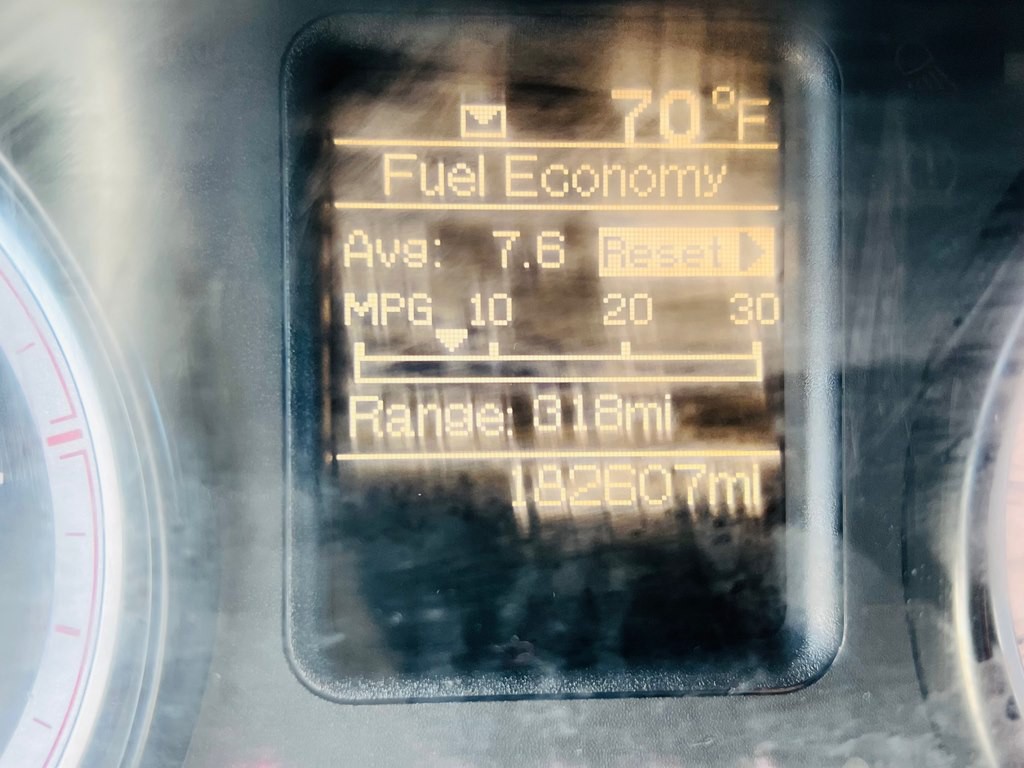 70°F
Fuel Economy
Avg: 7.6 Reset
MPG 10 20 30
Range: 318mi
182607mi